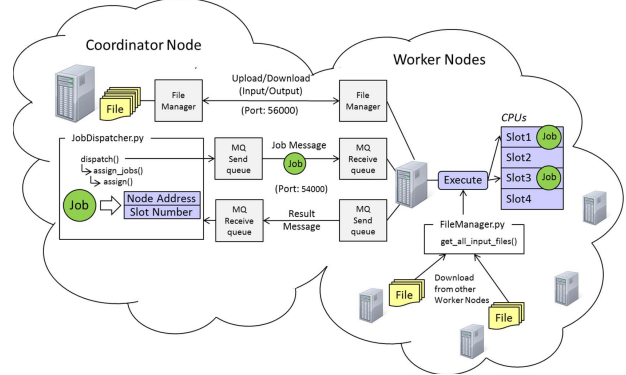 Coordinator Node
Worker Nodes
File
File
Manager
Upload/Download
(Input/Output)
(Port: 56000)
File
Manager
CPUs
Slot1
Job
Slot2
Slot3
Job
Slot4
JobDispatcher.py
dispatch()
assign_jobs()
assign()
Job
Node Address
Slot Number
MQ
Send
queue
Job Message
Job
(Port: 54000)
MQ
Receive
queue
Execute
MQ
Receive
queue
Result
Message
MQ
Send
queue
FileManager.py
get_all_input_files()
Download
from other
Worker Nodes
File
File